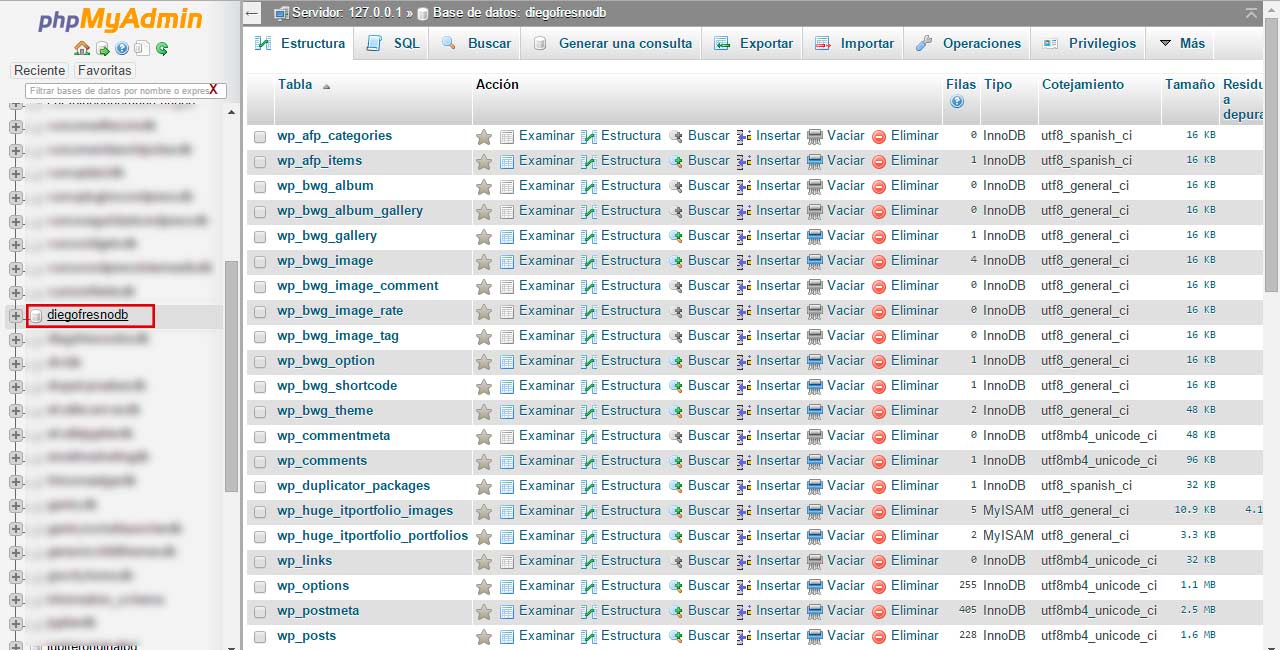 phpMyAdmin
Reciente Favoritas
Filtrar bases de datos por nombre o expres X
diegofresnodb
Servidor: 127.0.0.1 » Base de datos: diegofresnodb
Estructura SQL Buscar Generar una consulta Exportar Importar Operaciones Privilegios Más
Tabla Acción Filas Tipo Cotejamiento Tamaño Residu
a
depura
wp_afp_categories Examinar Estructura Buscar Insertar Vaciar Eliminar 0 InnoDB utf8_spanish_ci 16 KB
wp_afp_items Examinar Estructura Buscar Insertar Vaciar Eliminar 1 InnoDB utf8_spanish_ci 16 KB
wp_bwg_album Examinar Estructura Buscar Insertar Vaciar Eliminar 0 InnoDB utf8_general_ci 16 KB
wp_bwg_album_gallery Examinar Estructura Buscar Insertar Vaciar Eliminar 0 InnoDB utf8_general_ci 16 KB
wp_bwg_gallery Examinar Estructura Buscar Insertar Vaciar Eliminar 1 InnoDB utf8_general_ci 16 KB
wp_bwg_image Examinar Estructura Buscar Insertar Vaciar Eliminar 4 InnoDB utf8_general_ci 16 KB
wp_bwg_image_comment Examinar Estructura Buscar Insertar Vaciar Eliminar 0 InnoDB utf8_general_ci 16 KB
wp_bwg_image_rate Examinar Estructura Buscar Insertar Vaciar Eliminar 0 InnoDB utf8_general_ci 16 KB
wp_bwg_image_tag Examinar Estructura Buscar Insertar Vaciar Eliminar 0 InnoDB utf8_general_ci 16 KB
wp_bwg_option Examinar Estructura Buscar Insertar Vaciar Eliminar 1 InnoDB utf8_general_ci 16 KB
wp_bwg_shortcode Examinar Estructura Buscar Insertar Vaciar Eliminar 1 InnoDB utf8_general_ci 16 KB
wp_bwg_theme Examinar Estructura Buscar Insertar Vaciar Eliminar 2 InnoDB utf8_general_ci 48 KB
wp_commentmeta Examinar Estructura Buscar Insertar Vaciar Eliminar 0 InnoDB utf8mb4_unicode_ci 48 KB
wp_comments Examinar Estructura Buscar Insertar Vaciar Eliminar 1 InnoDB utf8mb4_unicode_ci 96 KB
wp_duplicator_packages Examinar Estructura Buscar Insertar Vaciar Eliminar 1 InnoDB utf8_spanish_ci 32 KB
wp_huge_itportfolio_images Examinar Estructura Buscar Insertar Vaciar Eliminar 5 MyISAM utf8mb4_unicode_ci 10.9 KB 4.1
wp_huge_itportfolio_portfolios Examinar Estructura Buscar Insertar Vaciar Eliminar 2 MyISAM utf8mb4_unicode_ci 3.3 KB
wp_links Examinar Estructura Buscar Insertar Vaciar Eliminar 0 InnoDB utf8mb4_unicode_ci 32 KB
wp_options Examinar Estructura Buscar Insertar Vaciar Eliminar 255 InnoDB utf8mb4_unicode_ci 1.1 MB
wp_postmeta Examinar Estructura Buscar Insertar Vaciar Eliminar 405 InnoDB utf8mb4_unicode_ci 2.5 MB
wp_posts Examinar Estructura Buscar Insertar Vaciar Eliminar 228 InnoDB utf8mb4_unicode_ci 1.6 MB